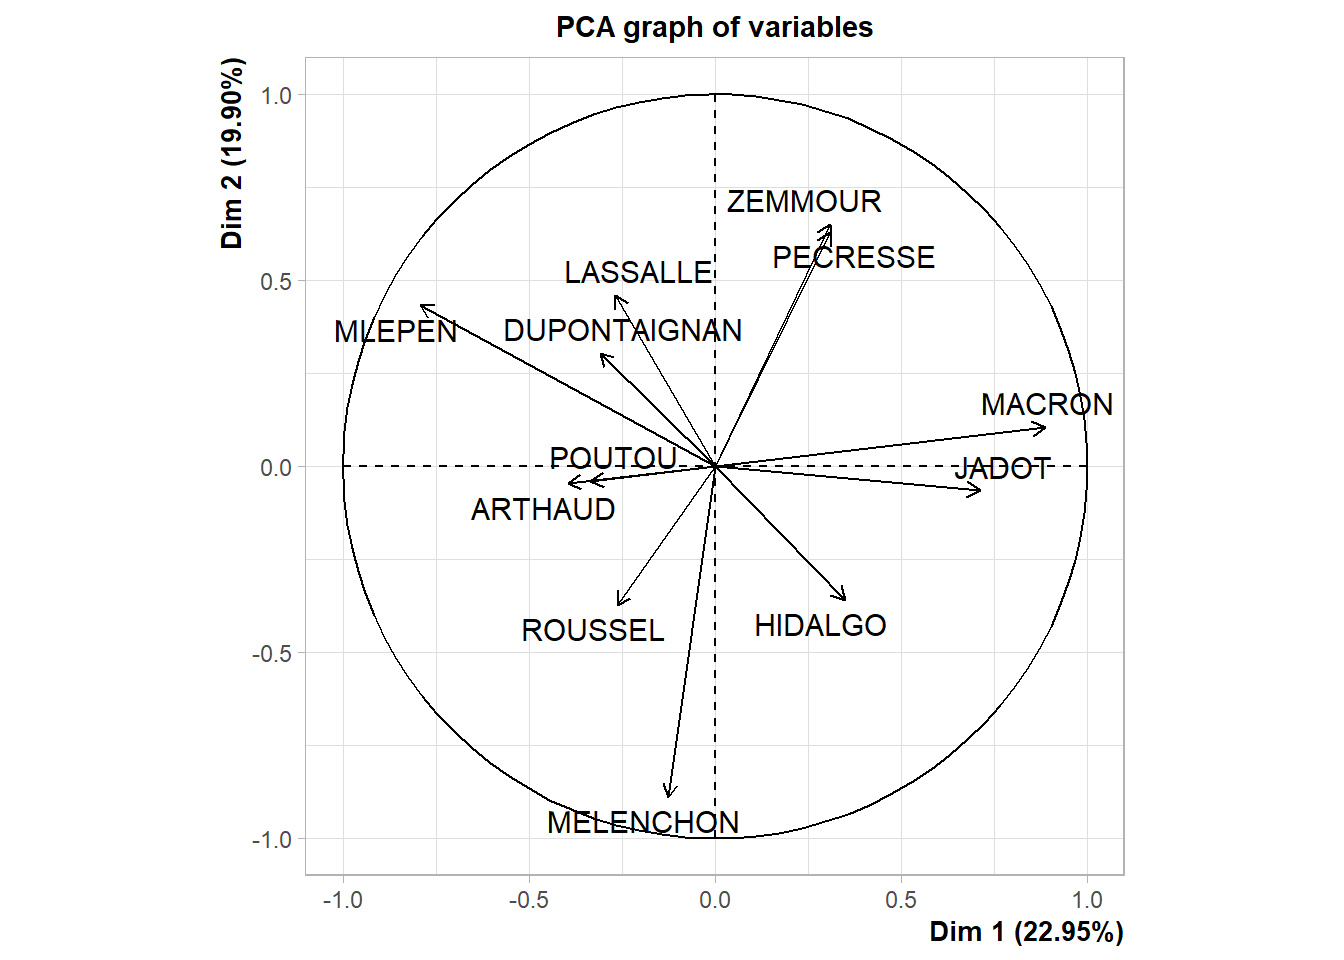 PCA graph of variables
Dim 2 (19.90%)
1.0
0.5
0.0
-0.5
-1.0
ZEMMOUR
PECRESSE
LASSALLE
DUPONTAIGNAN
MLEPEN
MACRON
POUTOU
JADOT
ARTHAUD
ROUSSEL
HIDALGO
MELENCHON
-1.0
-0.5
0.0
0.5
1.0
Dim 1 (22.95%)